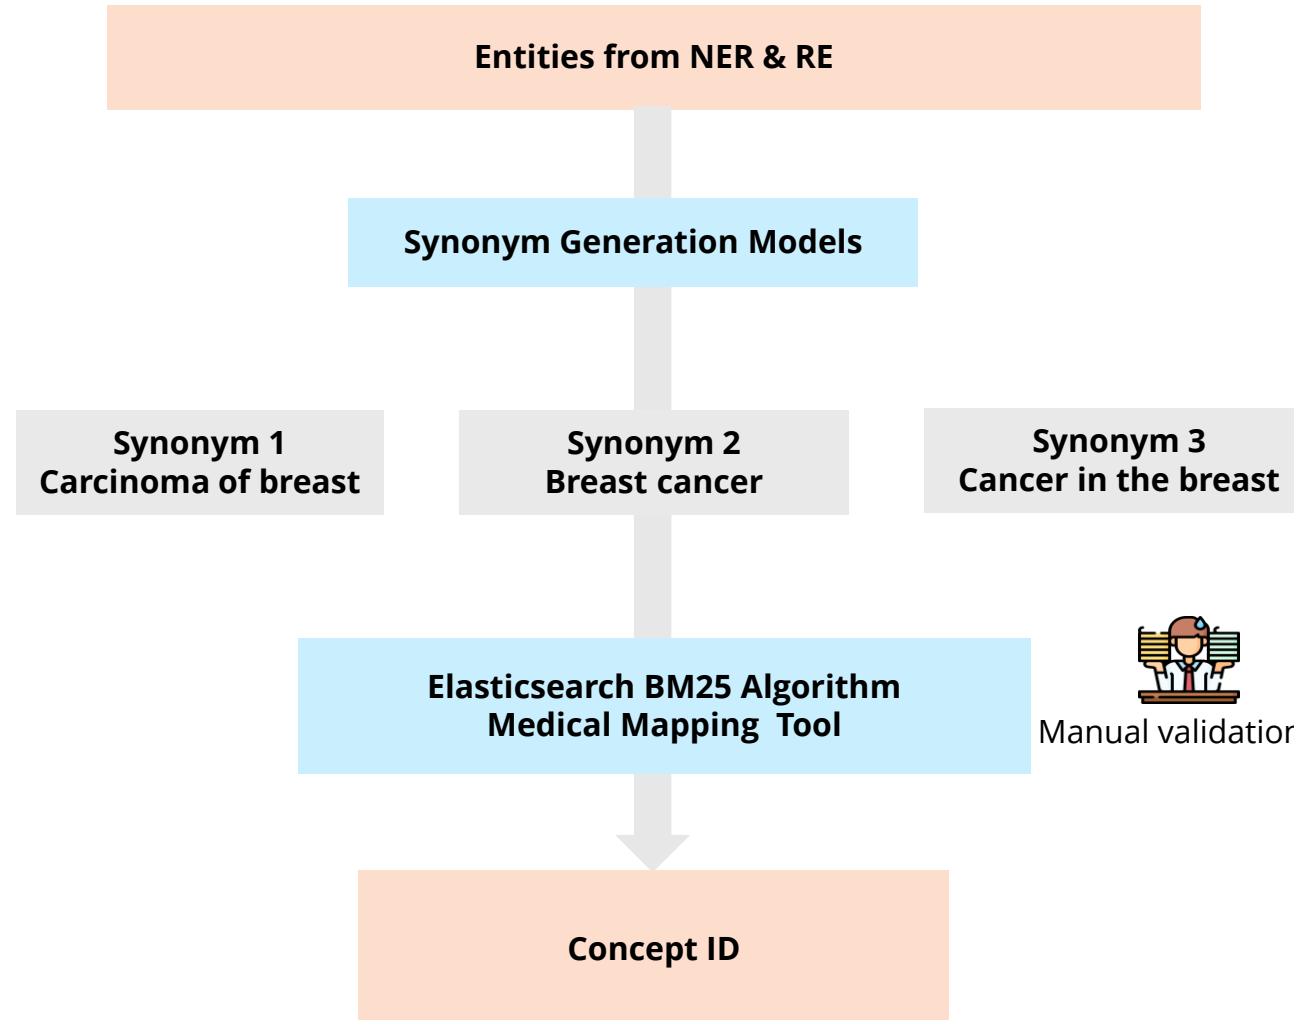 Entities from NER & RE
Synonym Generation Models
Synonym 1
Carcinoma of breast
Synonym 2
Breast cancer
Synonym 3
Cancer in the breast
Elasticsearch BM25 Algorithm
Medical Mapping Tool
Manual validation
Concept ID